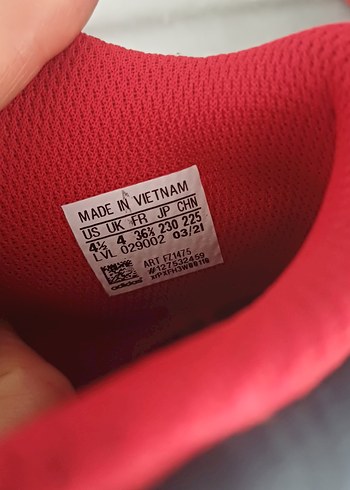 MADE IN VIETNAM
US UK FR JP CHN
4½ 4 36⅔ 230 225
LVL 029002 03/21
ART FZ1475
#127532459
adidas